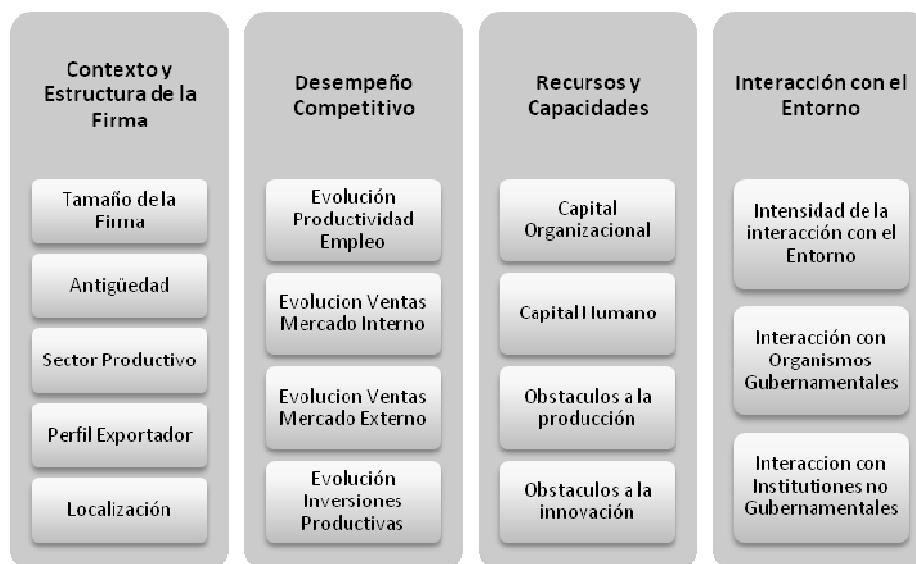 Contexto y
Estructura de la
Firma
Tamaño de la
Firma
Antigüedad
Sector Productivo
Perfil Exportador
Localización
Desempeño
Competitivo
Evolución
Productividad
Empleo
Evolucion Ventas
Mercado Interno
Evolucion Ventas
Mercado Externo
Evolución
Inversiones
Productivas
Recursos y
Capacidades
Capital
Organizacional
Capital Humano
Obstaculos a la
producción
Obstaculos a la
innovación
Interacción con el
Entorno
Intensidad de la
interacción con el
Entorno
Interacción con
Organismos
Gubernamentales
Interaccion con
Institutiones no
Gubernamentales